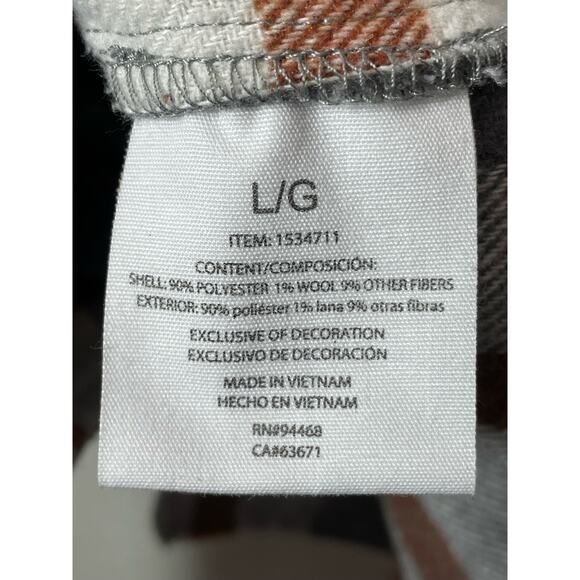 L/G
ITEM: 1534711
CONTENT/COMPOSICIÓN:
SHELL: 90% POLYESTER 1% WOOL 9% OTHER FIBERS
EXTERIOR: 90% poliéster 1% lana 9% otras fibras
EXCLUSIVE OF DECORATION
EXCLUSIVO DE DECORACIÓN
MADE IN VIETNAM
HECHO EN VIETNAM
RN#94468
CA#63671